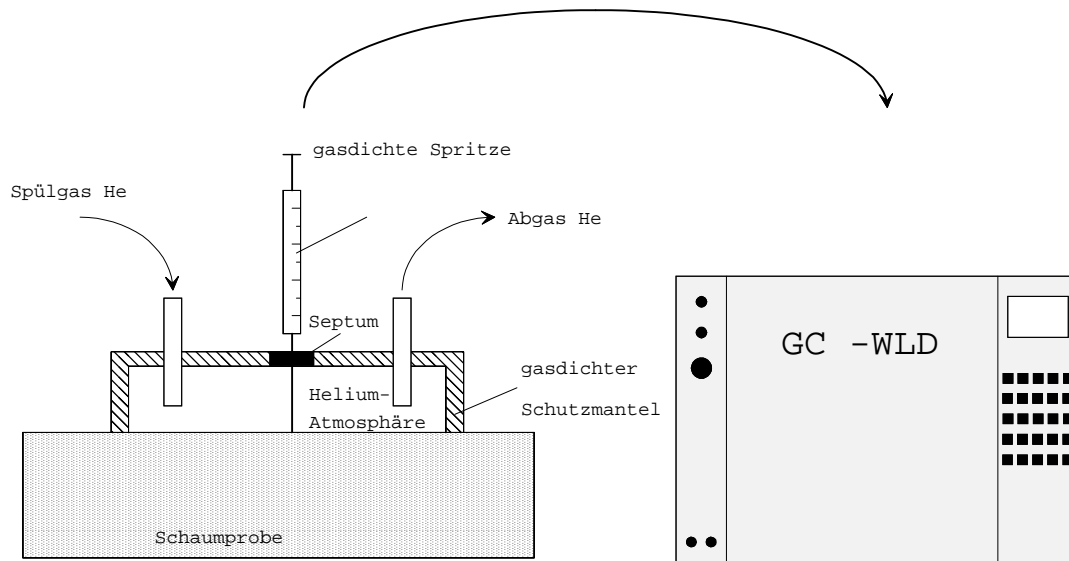 gasdichte Spritze
Spülgas He
Abgas He
Septum
GC -WLD
gasdichter
Schutzmantel
Helium-
Atmosphäre
Schaumprobe